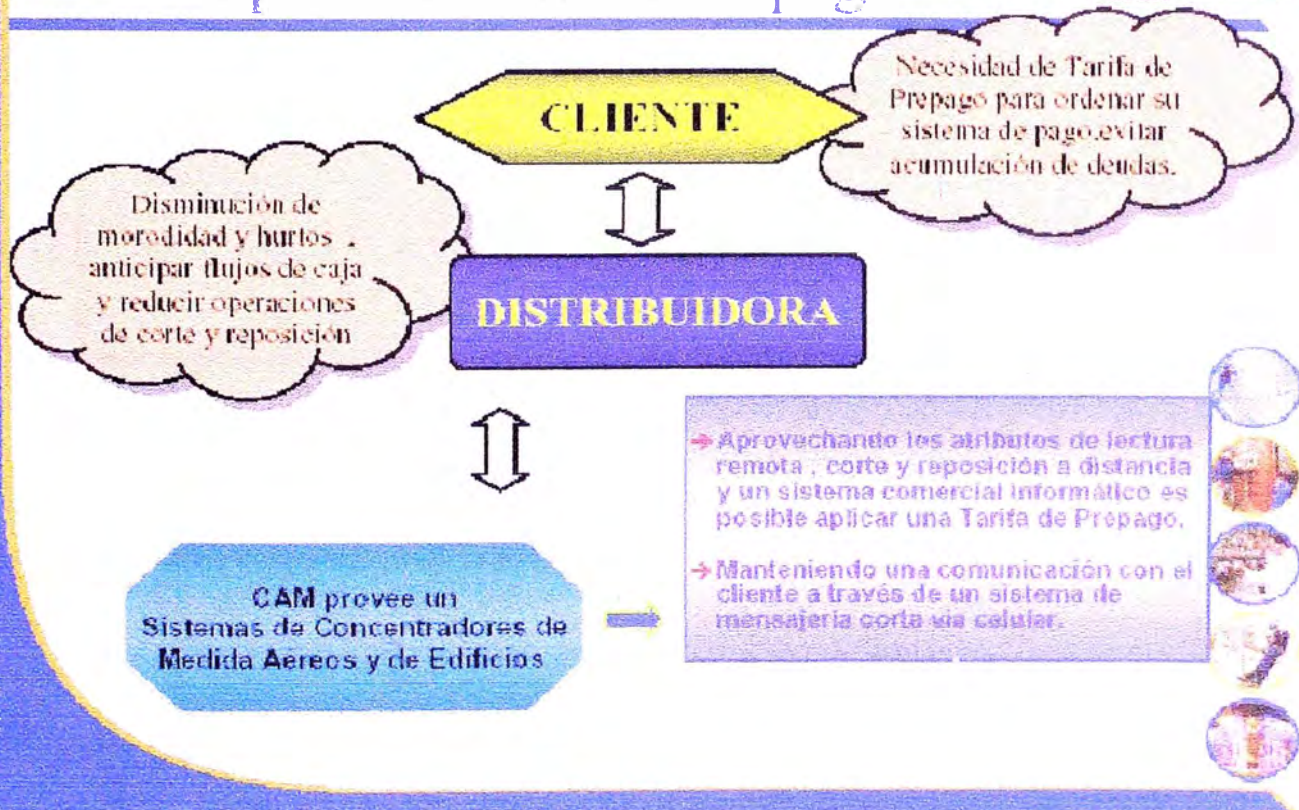 CLIENTE
Necesidad de Tarifa de
Prepago para ordenar su
sistema de pago,evitar
acumulación de deudas.
Disminución de
morodidad y hurtos ,
anticipar flujos de caja
y reducir operaciones
de corte y reposición
DISTRIBUIDORA
→ Aprovechando los atributos de lectura
remota , corte y reposición a distancia
y un sistema comercial informático es
posible aplicar una Tarifa de Prepago.
→ Manteniendo una comunicación con el
cliente a través de un sistema de
mensajería corta via celular.
CAM provee un
Sistemas de Concentradores de
Medida Aereos y de Edificios